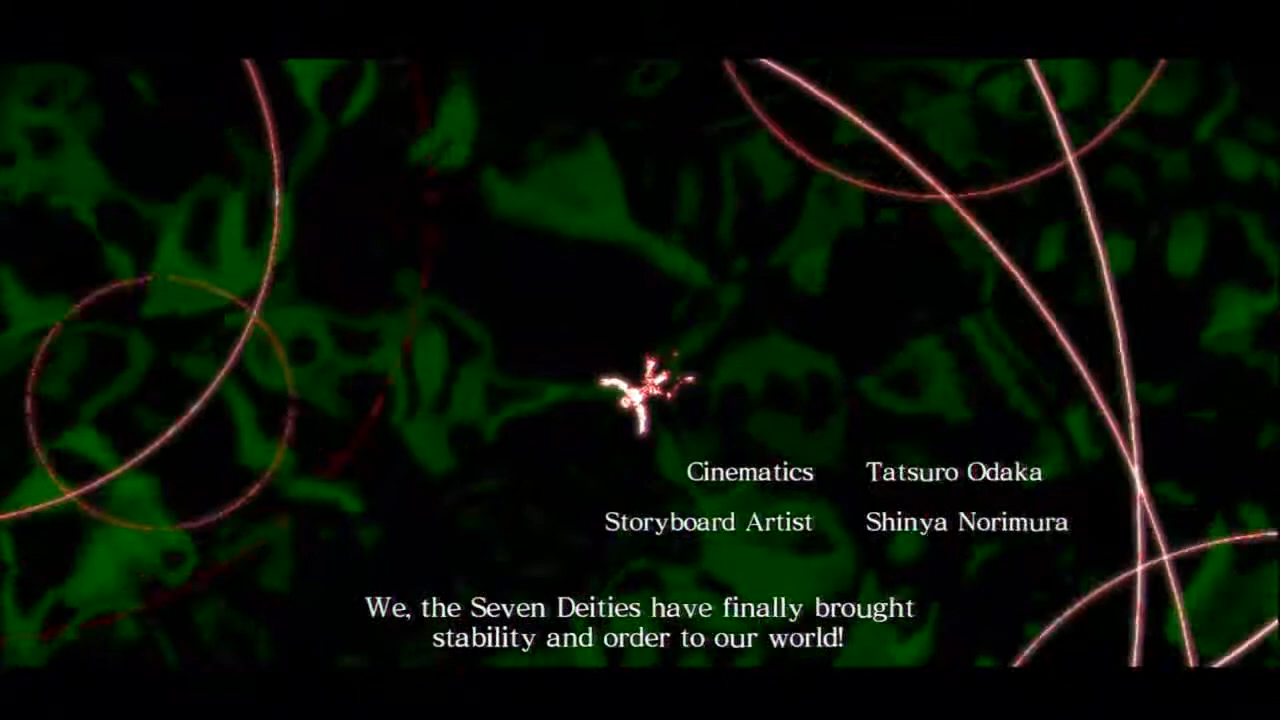 Cinematics Tatsuro Odaka
Storyboard Artist Shinya Norimura
We, the Seven Deities have finally brought
stability and order to our world!